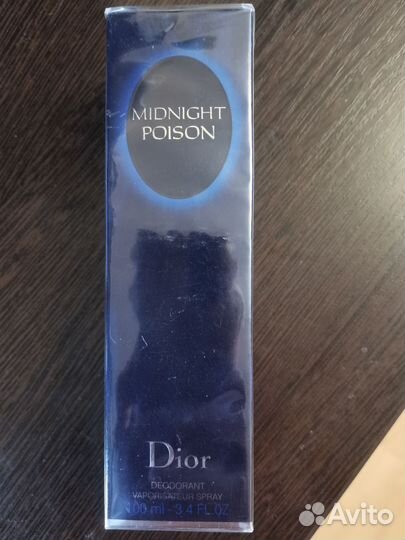 MIDNIGHT
POISON
Dior
DEODORANT
VAPORISATEUR SPRAY
100 ml - 3.4 FL.OZ
Avito